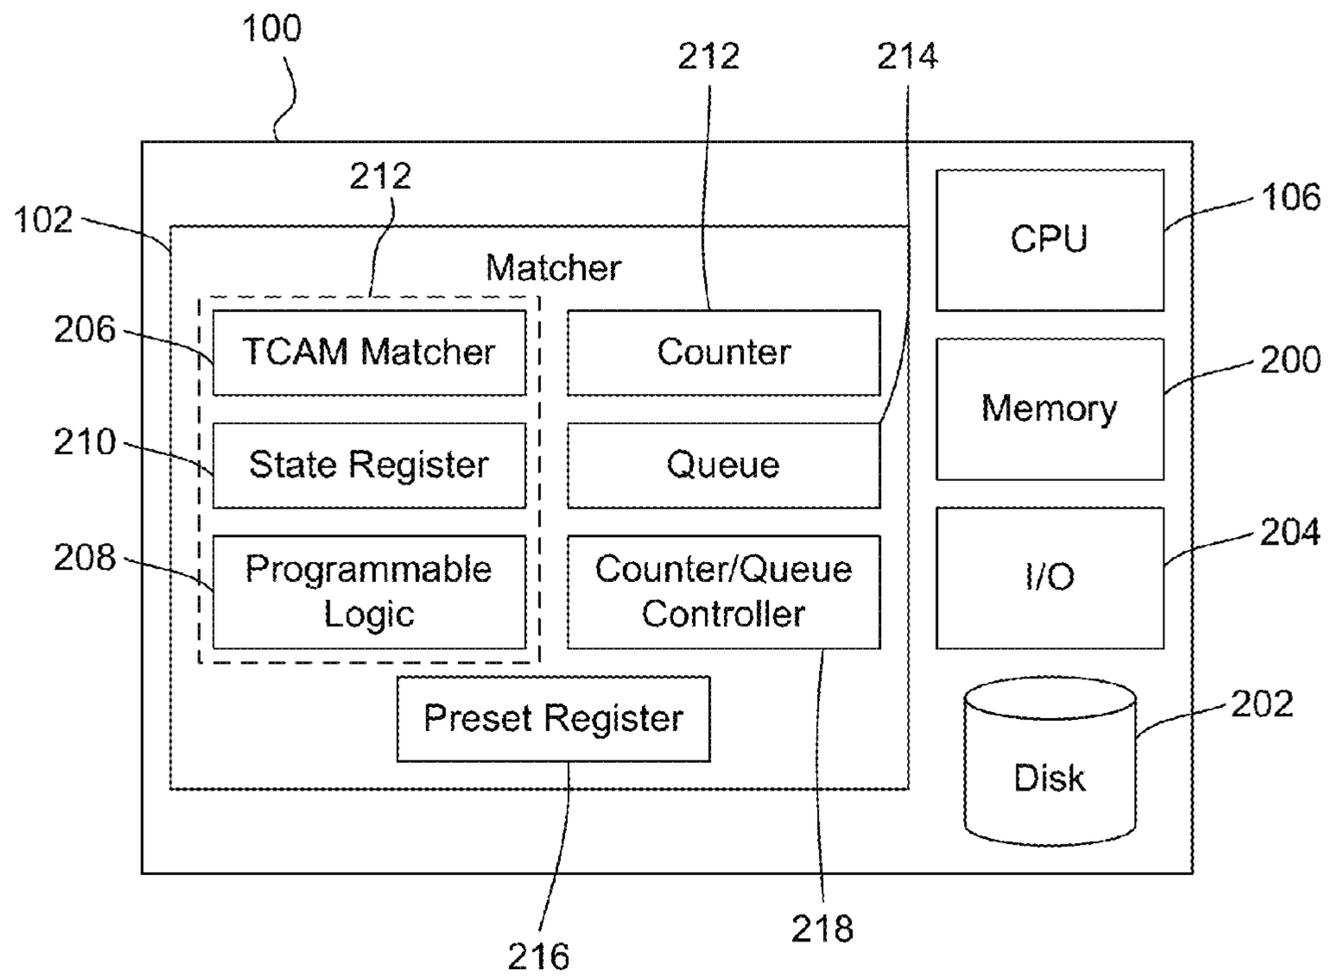 100
212
214
212
102
106
CPU
Matcher
206
TCAM Matcher
Counter
200
Memory
210
State Register
Queue
208
Programmable
Logic
Counter/Queue
Controller
204
I/O
Preset Register
202
Disk
216
218